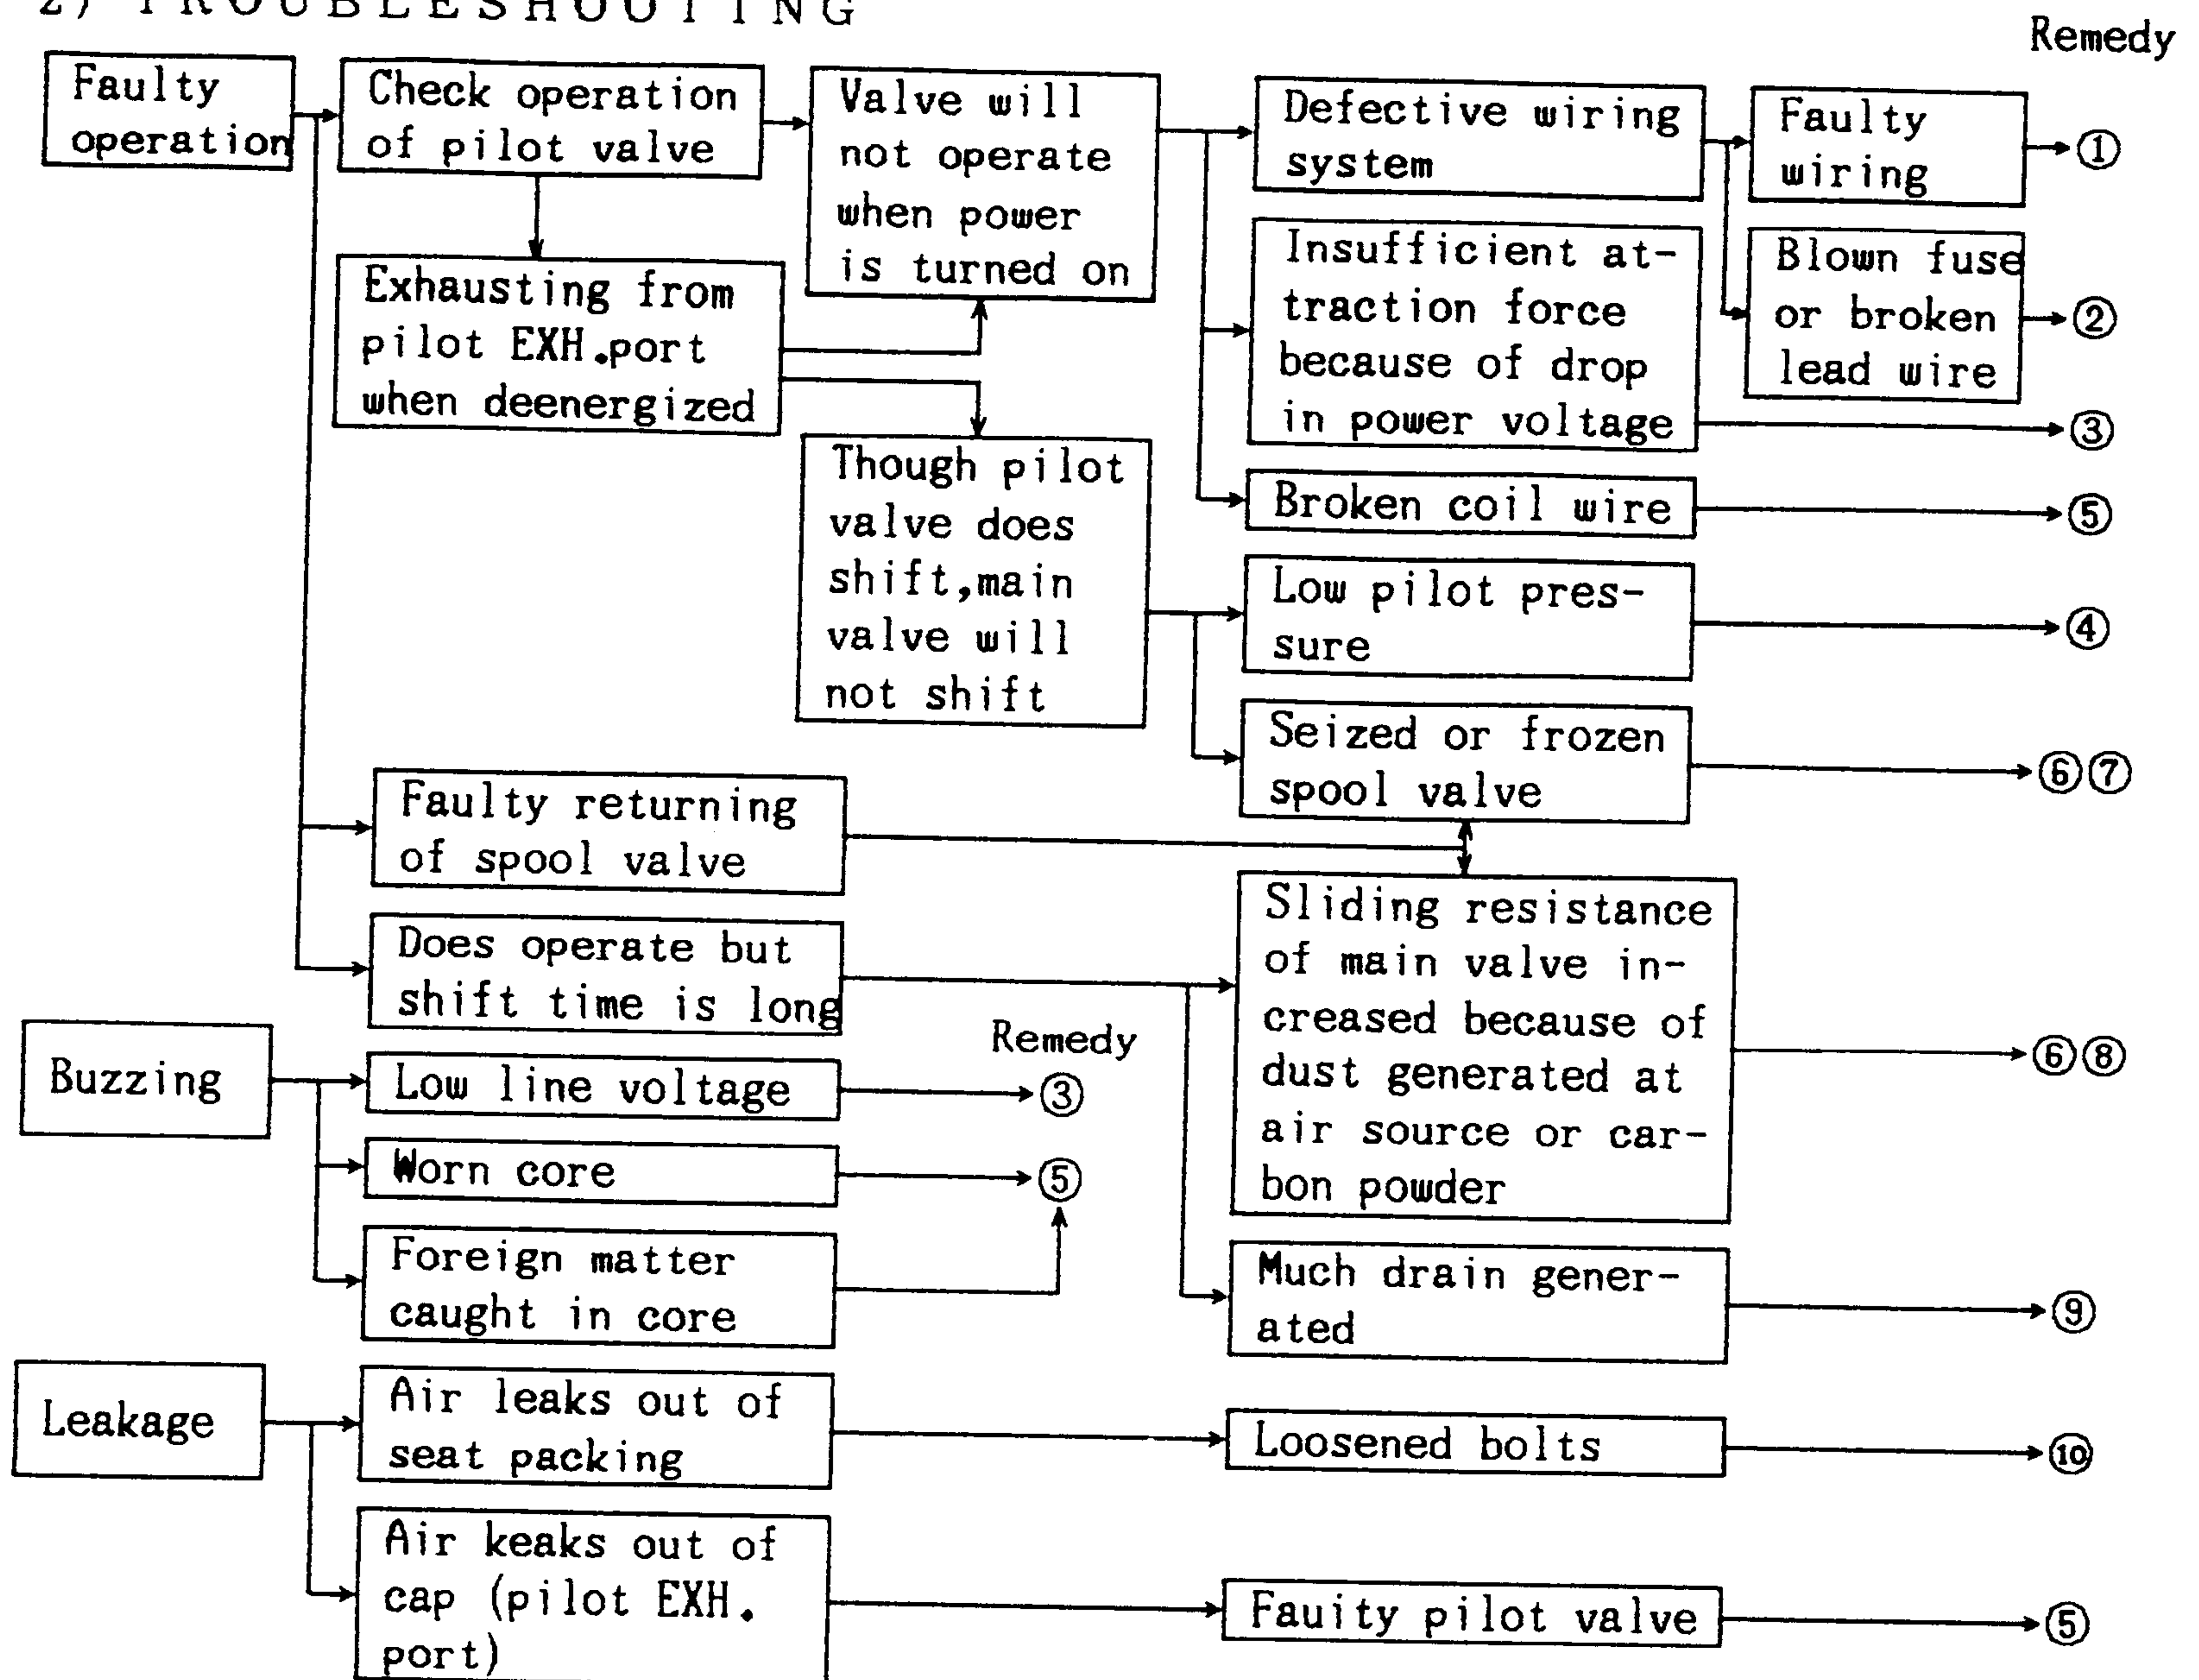 2) TROUBLESHOOTING
Remedy
Faulty
operation
Check operation
of pilot valve
Valve will
not operate
when power
is turned on
Defective wiring
system
Faulty
wiring
①
Exhausting from
pilot EXH.port
when deenergized
Insufficient at-
traction force
because of drop
in power voltage
Blown fuse
or broken
lead wire
②
③
Though pilot
valve does
shift,main
valve will
not shift
Broken coil wire
⑤
Low pilot pres-
sure
④
Seized or frozen
spool valve
⑥⑦
Faulty returning
of spool valve
Does operate but
shift time is long
Sliding resistance
of main valve in-
creased because of
dust generated at
air source or car-
bon powder
⑥⑧
Much drain gener-
ated
⑨
Buzzing
Remedy
Low line voltage
③
Worn core
⑤
Foreign matter
caught in core
Leakage
Air leaks out of
seat packing
Loosened bolts
⑩
Air keaks out of
cap (pilot EXH.
port)
Fauity pilot valve
⑤